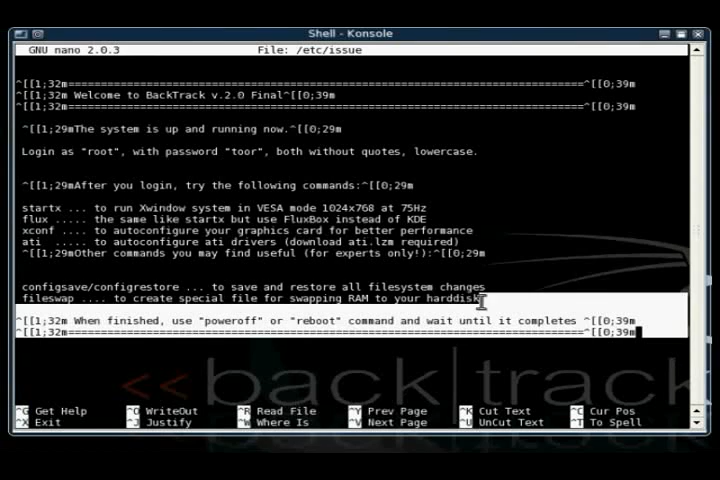 Shell - Konsole
GNU nano 2.0.3 File: /etc/issue
^[[1;32m=============================================================================^[[0;39m
^[[1;32m Welcome to BackTrack v.2.0 Final^[[0;39m
^[[1;32m=============================================================================^[[0;39m
^[[1;29mThe system is up and running now.^[[0;29m
Login as "root", with password "toor", both without quotes, lowercase.
^[[1;29mAfter you login, try the following commands:^[[0;29m
startx ... to run Xwindow system in VESA mode 1024x768 at 75Hz
flux ..... the same like startx but use FluxBox instead of KDE
xconf .... to autoconfigure your graphics card for better performance
ati ..... to autoconfigure ati drivers (download ati.lzm required)
^[[1;29mOther commands you may find useful (for experts only!):^[[0;29m
configsave/configrestore ... to save and restore all filesystem changes
fileswap .... to create special file for swapping RAM to your harddisk
^[[1;32m When finished, use "poweroff" or "reboot" command and wait until it completes ^[[0;39m
^[[1;32m=============================================================================^[[0;39m
<<back|track
^G Get Help ^O WriteOut ^R Read File ^Y Prev Page ^K Cut Text ^C Cur Pos
^X Exit ^J Justify ^W Where Is ^V Next Page ^U UnCut Text ^T To Spell